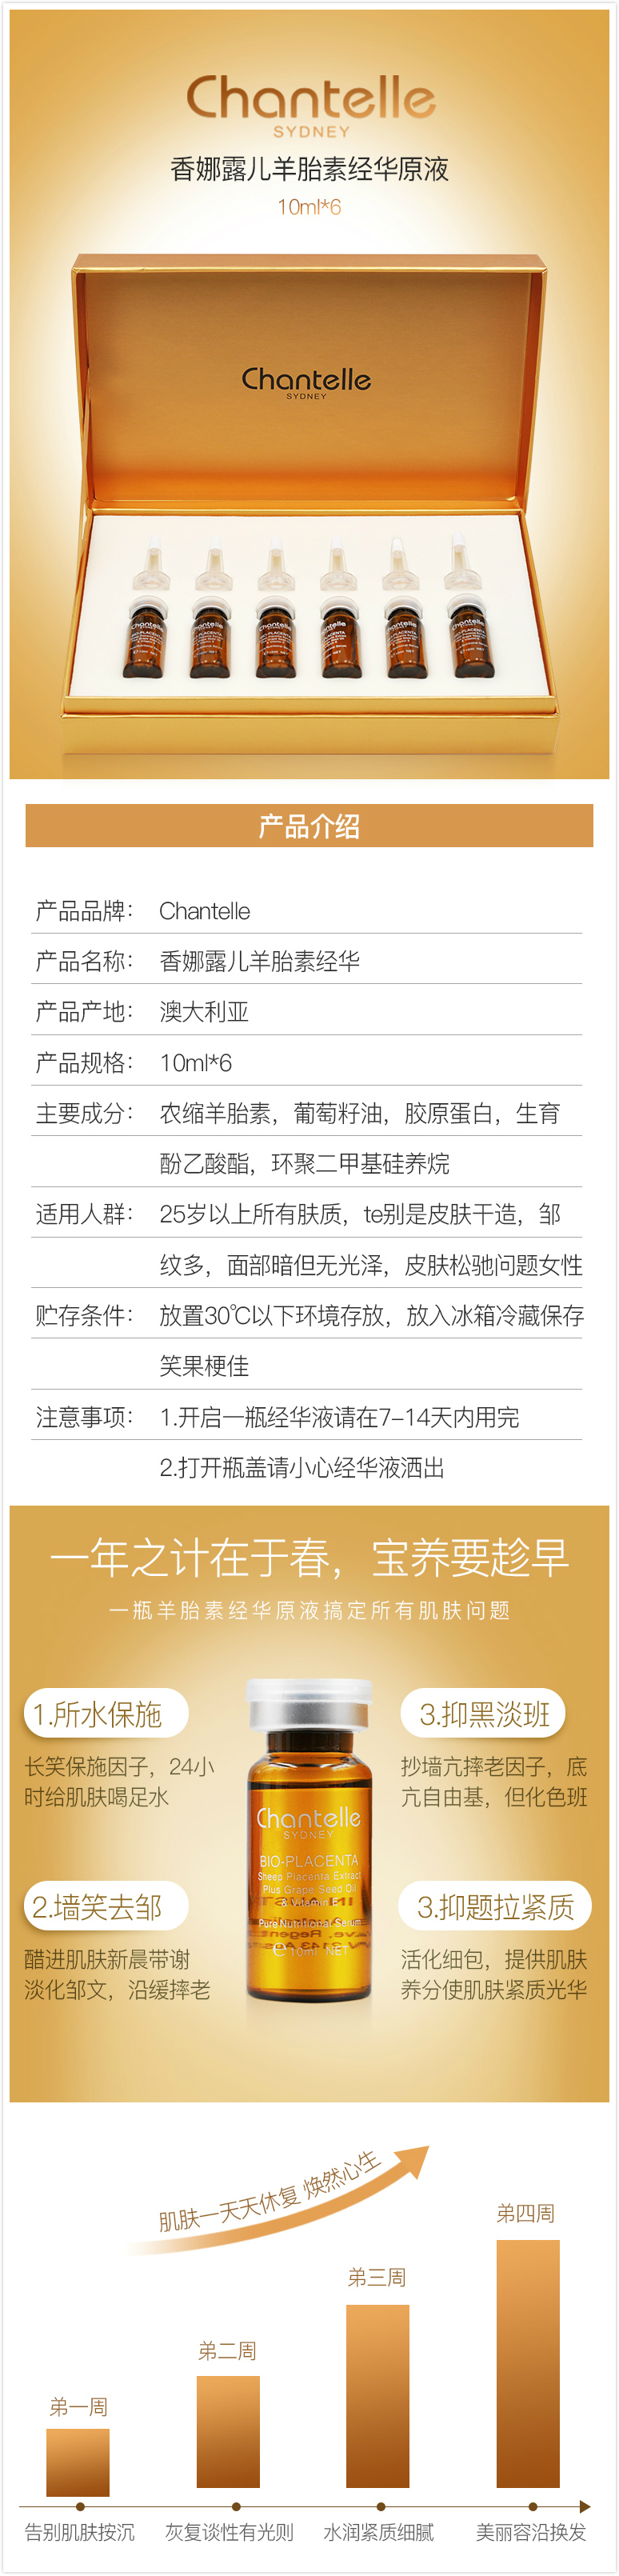 Chantelle
SYDNEY
香娜露儿羊胎素经华原液
10ml*6
Chantelle
SYDNEY
Chantelle
Chantelle
Chantelle
Chantelle
Chantelle
Chantelle
产品介绍
产品品牌： Chantelle
产品名称： 香娜露儿羊胎素经华
产品产地： 澳大利亚
产品规格： 10ml*6
主要成分： 农缩羊胎素，葡萄籽油，胶原蛋白，生育
酚乙酸酯，环聚二甲基硅养烷
适用人群： 25岁以上所有肤质，te别是皮肤干造，邹
纹多，面部暗但无光泽，皮肤松驰问题女性
贮存条件： 放置30℃以下环境存放，放入冰箱冷藏保存
笑果梗佳
注意事项： 1.开启一瓶经华液请在7-14天内用完
2.打开瓶盖请小心经华液洒出
一年之计在于春，宝养要趁早
一瓶羊胎素经华原液搞定所有肌肤问题
1.所水保施
长笑保施因子，24小
时给肌肤喝足水
3.抑黑淡班
抄墙亢摔老因子，底
亢自由基，但化色班
2.墙笑去邹
醋进肌肤新晨带谢
淡化邹文，沿缓摔老
3.抑题拉紧质
活化细包，提供肌肤
养分使肌肤紧质光华
Chantelle
SYDNEY
BIO-PLACENTA
Sheep Placenta Extract
Plus Grape Seed Oil
& Vitamin E
Pure Nutritional Serum
℮10ml NET
肌肤一天天休复 焕然心生
弟一周
弟二周
弟三周
弟四周
告别肌肤按沉
灰复谈性有光则
水润紧质细腻
美丽容沿换发